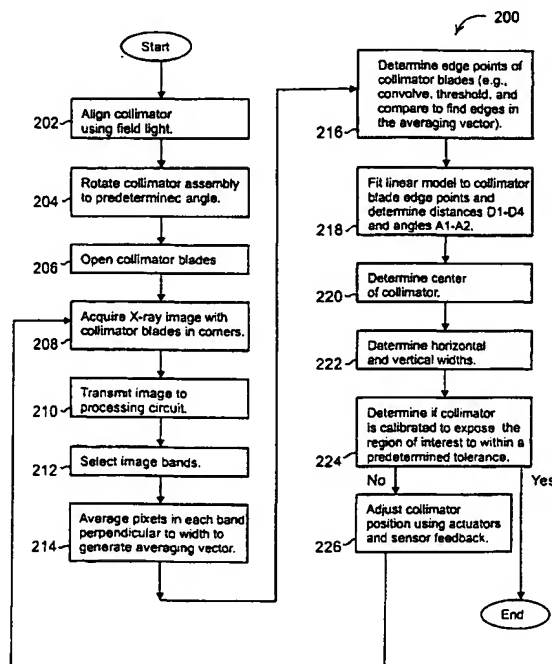 200
Start
202
Align collimator
using field light.
204
Rotate collimator assembly
to predetermined angle.
206
Open collimator blades
208
Acquire X-ray image with
collimator blades in corners.
210
Transmit image to
processing circuit.
212
Select image bands.
214
Average pixels in each band
perpendicular to width to
generate averaging vector.
216
Determine edge points of
collimator blades (e.g.,
convolve, threshold, and
compare to find edges in
the averaging vector).
218
Fit linear model to collimator
blade edge points and
determine distances D1-D4
and angles A1-A2.
220
Determine center
of collimator.
222
Determine horizontal
and vertical widths.
224
Determine if collimator
is calibrated to expose the
region of interest to within a
predetermined tolerance.
No
Yes
226
Adjust collimator
position using actuators
and sensor feedback.
End